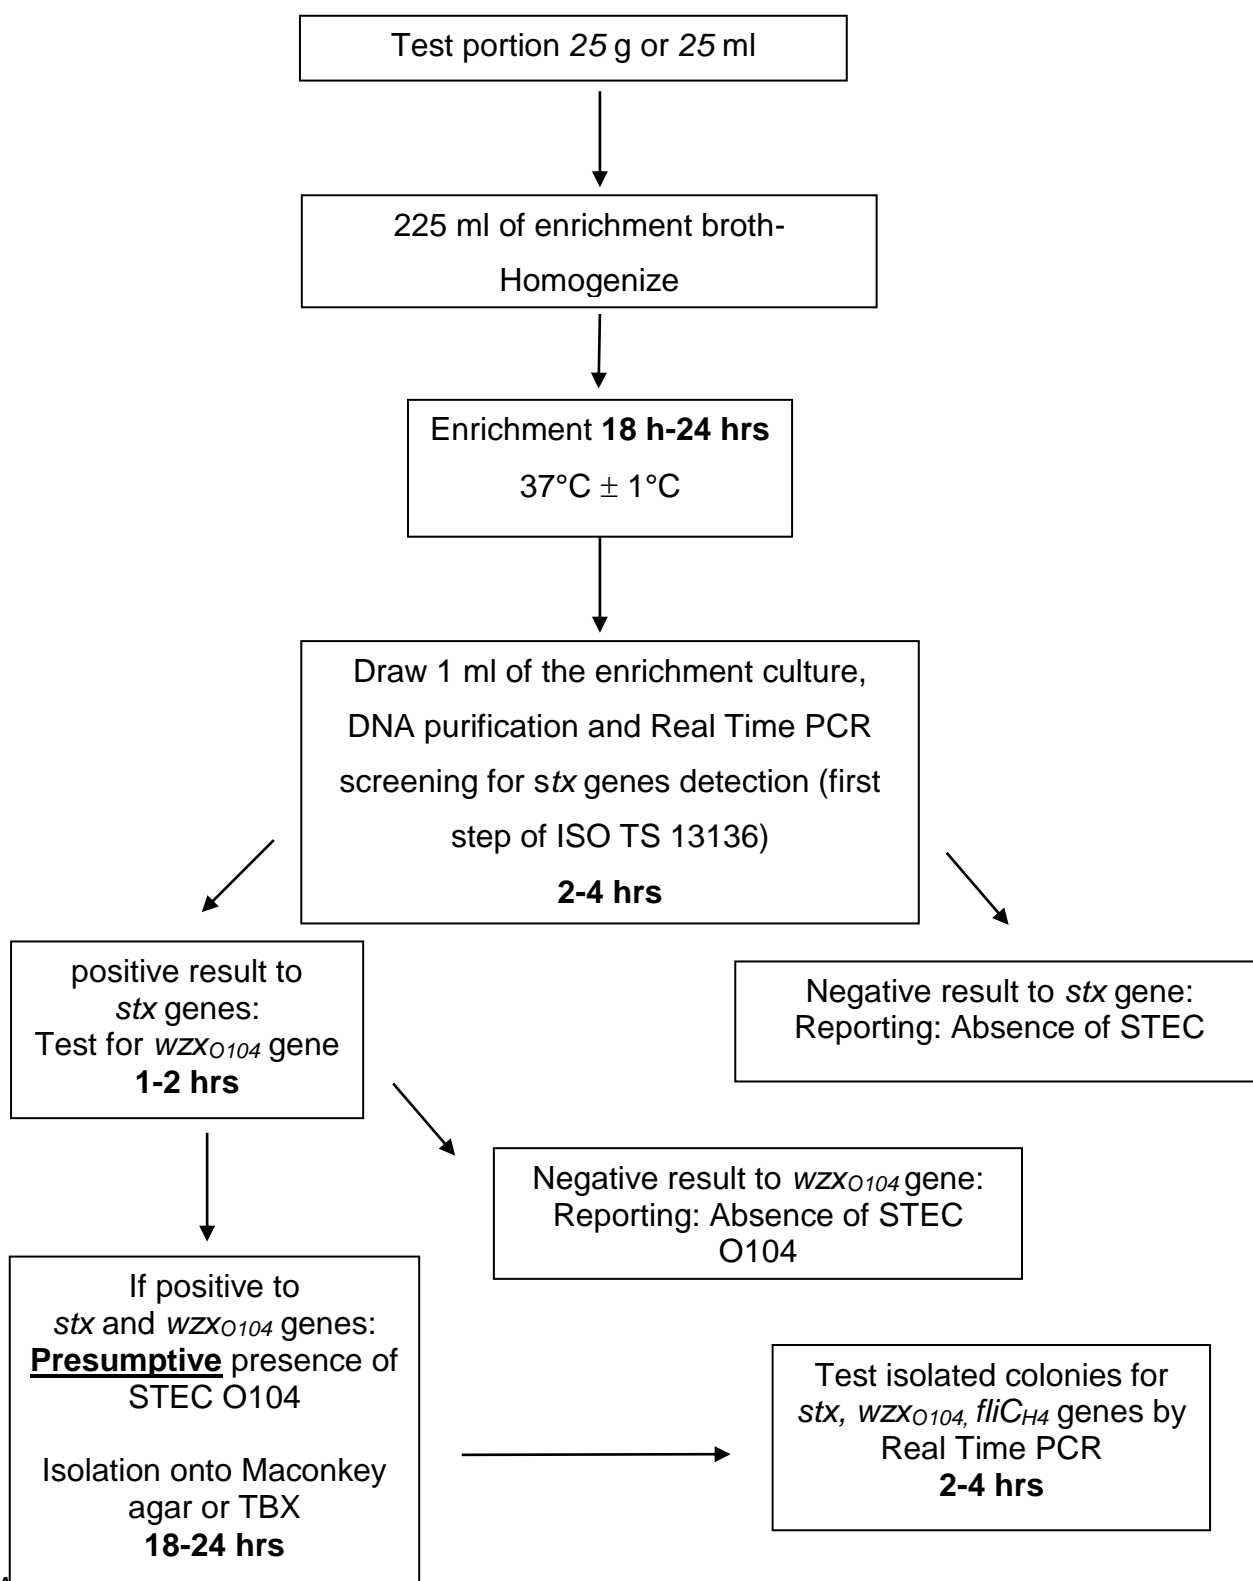 Test portion 25 g or 25 ml
225 ml of enrichment broth-
Homogenize
Enrichment 18 h-24 hrs
37°C ± 1°C
Draw 1 ml of the enrichment culture,
DNA purification and Real Time PCR
screening for stx genes detection (first
step of ISO TS 13136)
2-4 hrs
positive result to
stx genes:
Test for wzxO104 gene
1-2 hrs
Negative result to stx gene:
Reporting: Absence of STEC
Negative result to wzxO104 gene:
Reporting: Absence of STEC
O104
If positive to
stx and wzxO104 genes:
Presumptive presence of
STEC O104
Isolation onto Maconkey
agar or TBX
18-24 hrs
Test isolated colonies for
stx, wzxO104, fliCH4 genes by
Real Time PCR
2-4 hrs